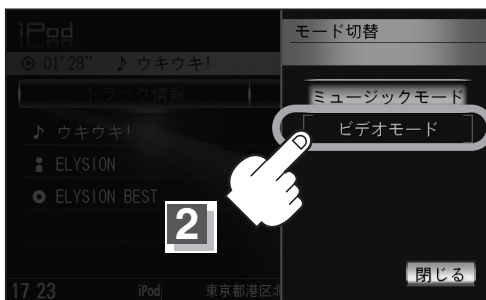 iPod
01'28" ♪ ウキウキ!
トラック情報
♪ ウキウキ!
ELYSION
ELYSION BEST
17 23 iPod 東京都港区北
モード切替
ミュージックモード
ビデオモード
閉じる
2